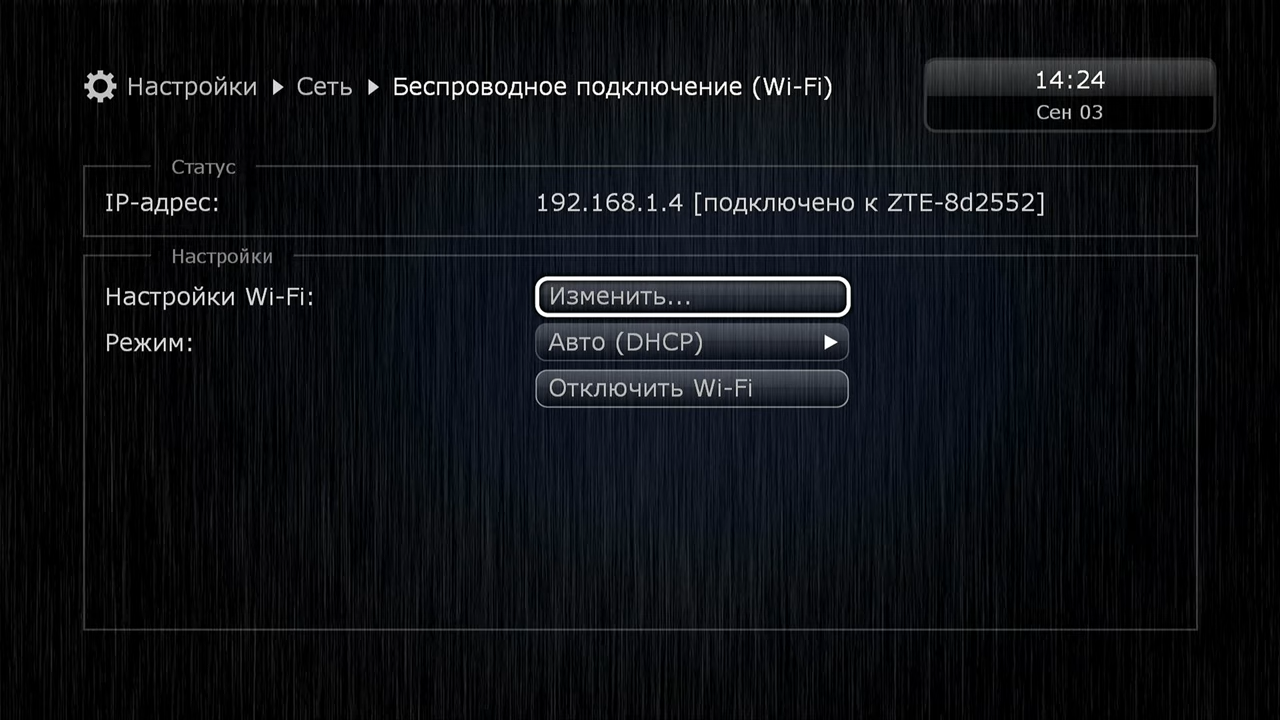 Настройки ▶ Сеть ▶ Беспроводное подключение (Wi-Fi)
14:24
Сен 03
Статус
IP-адрес: 192.168.1.4 [подключено к ZTE-8d2552]
Настройки
Настройки Wi-Fi: Изменить...
Режим: Авто (DHCP)
Отключить Wi-Fi